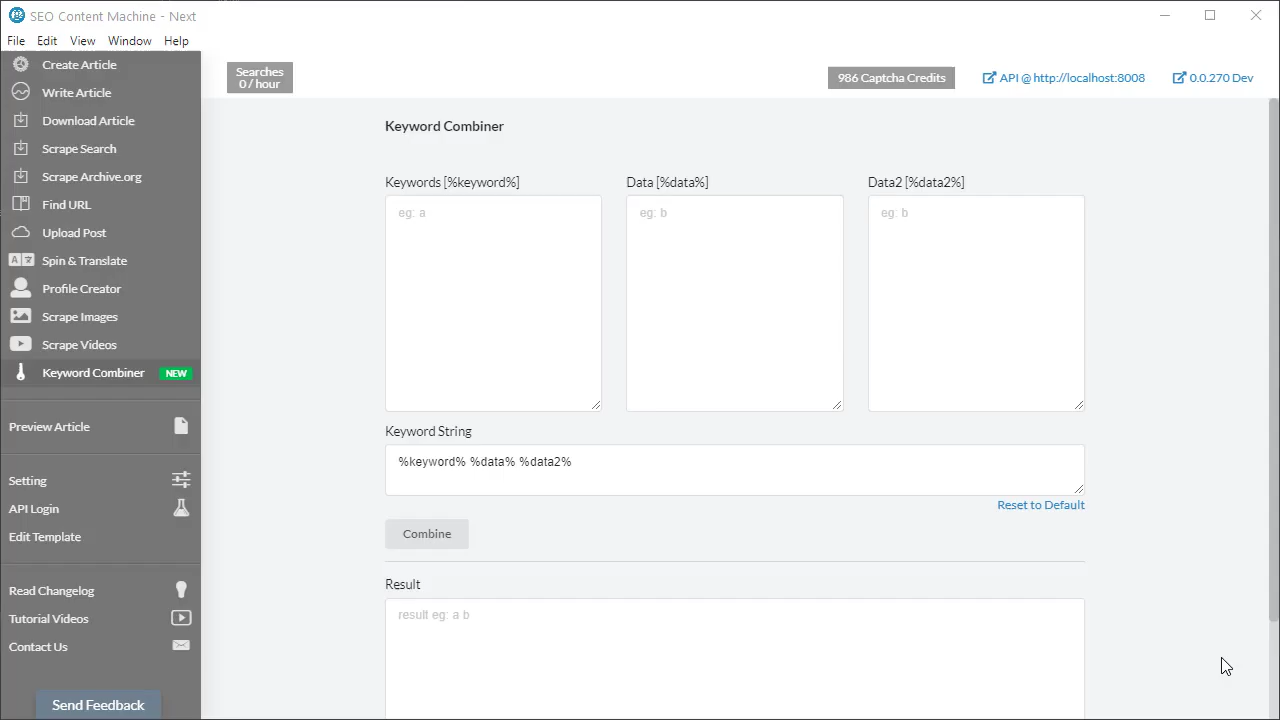 SEO Content Machine - Next
File Edit View Window Help
Create Article
Write Article
Download Article
Scrape Search
Scrape Archive.org
Find URL
Upload Post
Spin & Translate
Profile Creator
Scrape Images
Scrape Videos
Keyword Combiner NEW
Preview Article
Setting
API Login
Edit Template
Read Changelog
Tutorial Videos
Contact Us
Send Feedback
Searches
0 / hour
986 Captcha Credits
API @ http://localhost:8008
0.0.270 Dev
Keyword Combiner
Keywords [%keyword%]
eg: a
Data [%data%]
eg: b
Data2 [%data2%]
eg: b
Keyword String
%keyword% %data% %data2%
Reset to Default
Combine
Result
result eg: a b